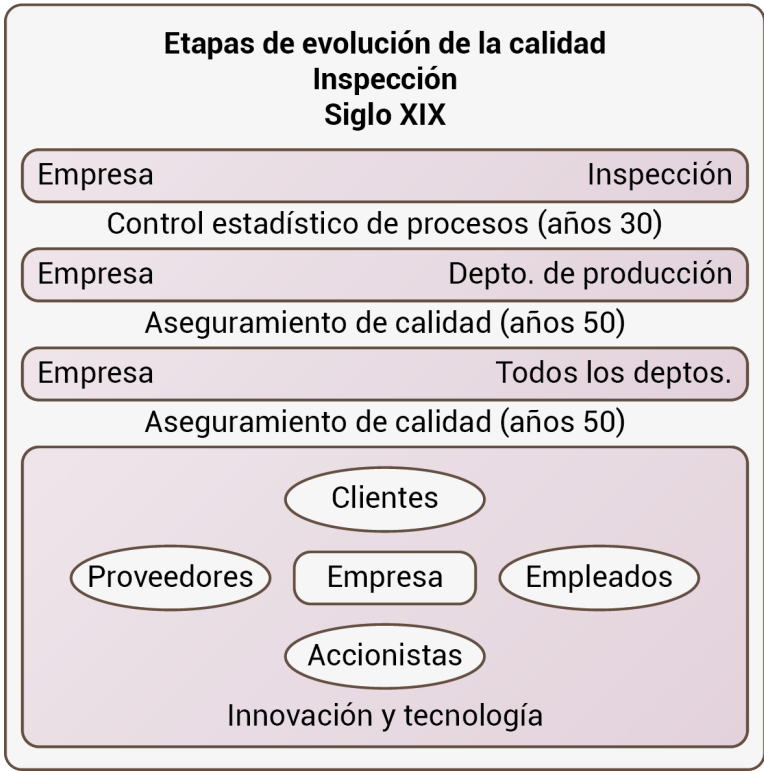 Etapas de evolución de la calidad
Inspección
Siglo XIX
Empresa Inspección
Control estadístico de procesos (años 30)
Empresa Depto. de producción
Aseguramiento de calidad (años 50)
Empresa Todos los deptos.
Aseguramiento de calidad (años 50)
Clientes
Proveedores Empresa Empleados
Accionistas
Innovación y tecnología